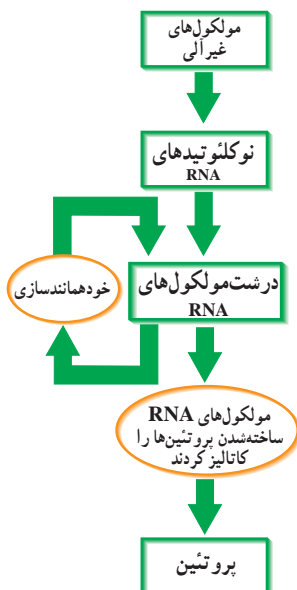 مولکول‌های
غیرآلی
نوکلئوتیدهای
RNA
درشت‌مولکول‌های
RNA
خودهمانندسازی
مولکول‌های RNA
ساخته‌شدن پروتئین‌ها را
کاتالیز کردند
پروتئین